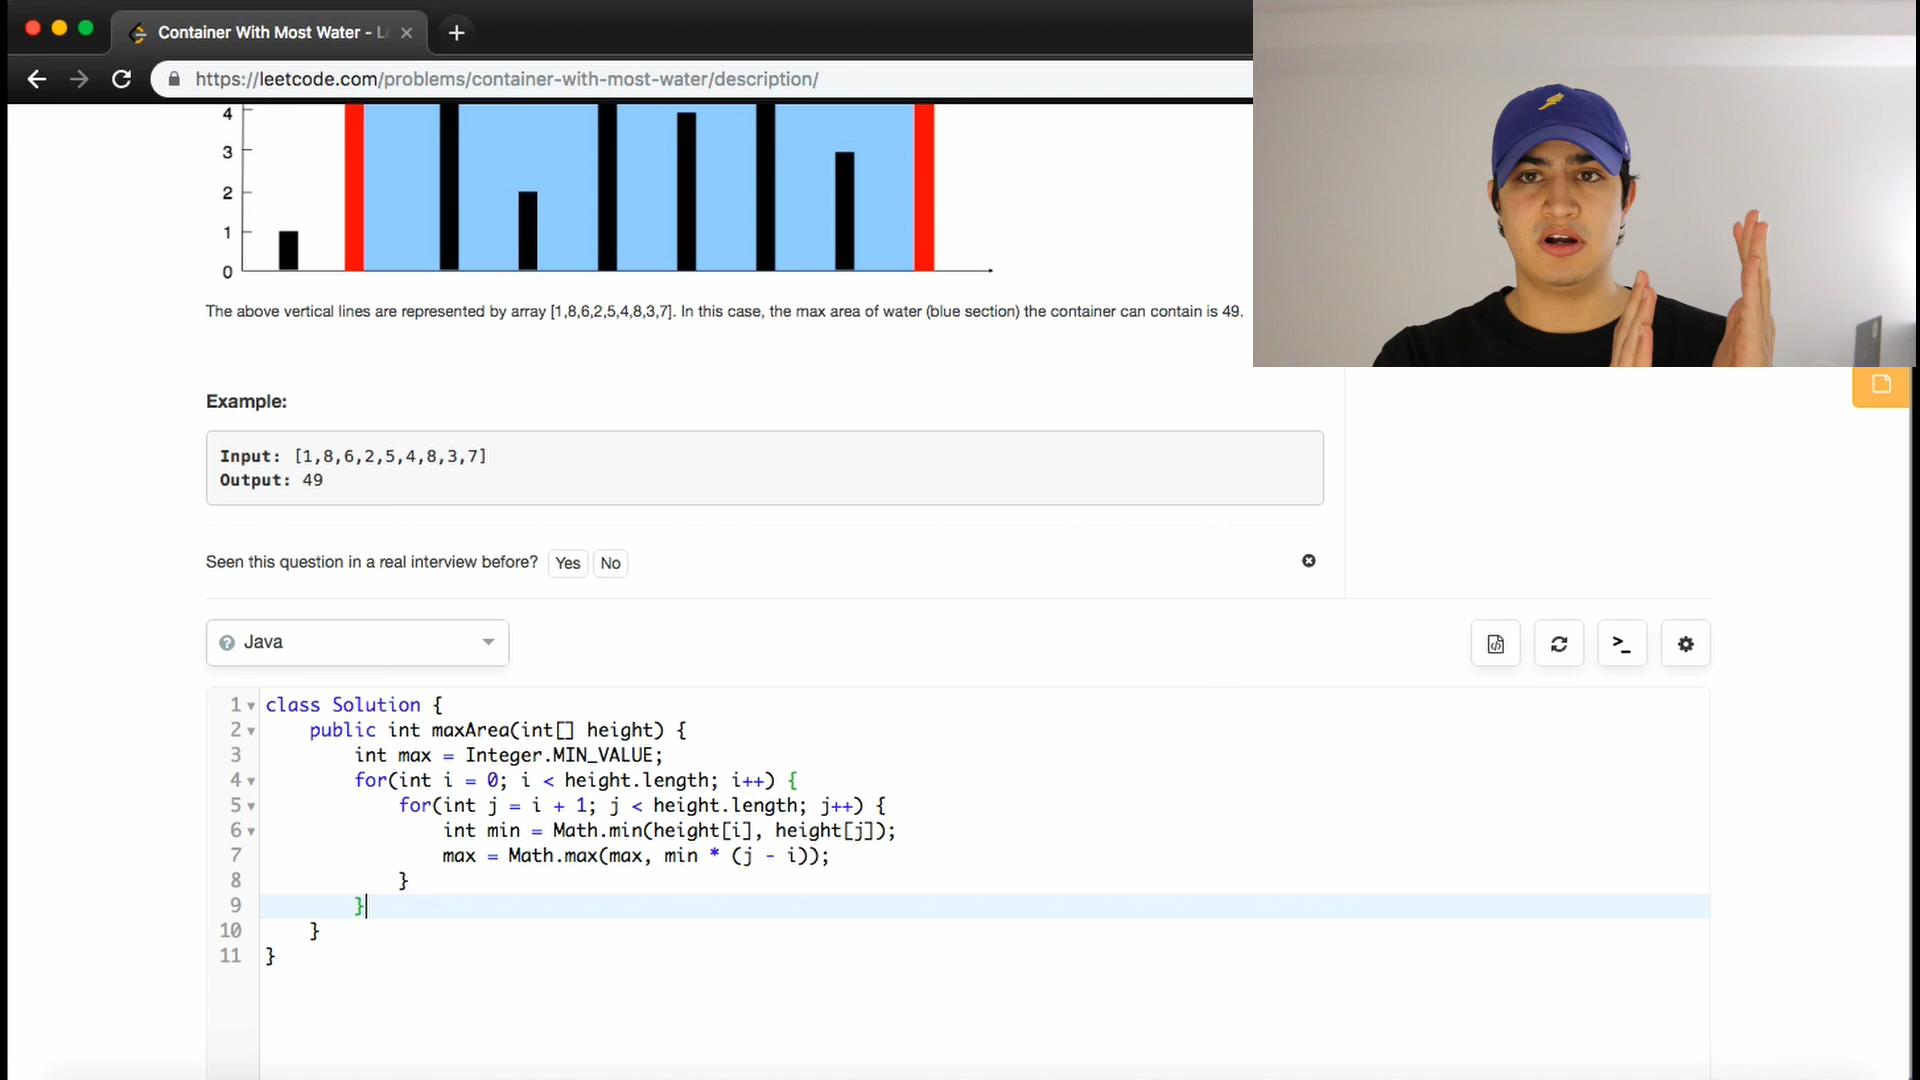 Container With Most Water - L
https://leetcode.com/problems/container-with-most-water/description/
4
3
2
1
0
The above vertical lines are represented by array [1,8,6,2,5,4,8,3,7]. In this case, the max area of water (blue section) the container can contain is 49.
Example:
Input: [1,8,6,2,5,4,8,3,7]
Output: 49
Seen this question in a real interview before? Yes No
Java
1 class Solution {
2 public int maxArea(int[] height) {
3 int max = Integer.MIN_VALUE;
4 for(int i = 0; i < height.length; i++) {
5 for(int j = i + 1; j < height.length; j++) {
6 int min = Math.min(height[i], height[j]);
7 max = Math.max(max, min * (j - i));
8 }
9 }
10 }
11 }